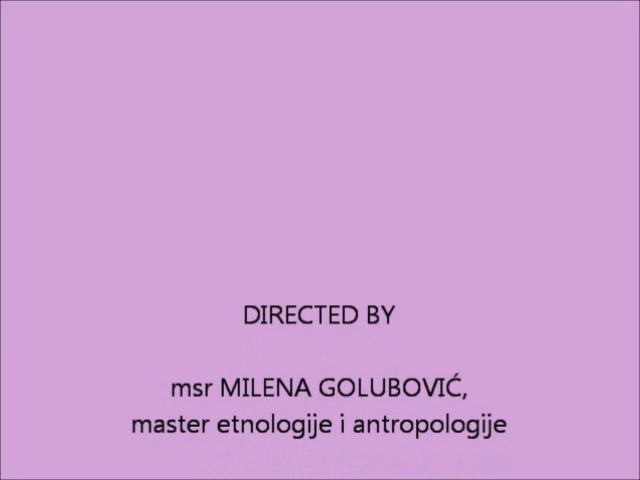 DIRECTED BY
msr MILENA GOLUBOVIĆ,
master etnologije i antropologije